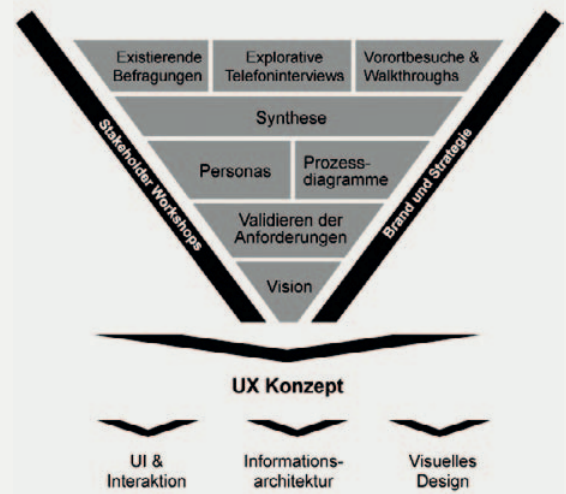 Existierende
Befragungen
Explorative
Telefoninterviews
Vorortbesuche &
Walkthroughs
Synthese
Personas
Prozess-
diagramme
Validieren der
Anforderungen
Vision
Stakeholder Workshops
Brand und Strategie
UX Konzept
UI &
Interaktion
Informations-
architektur
Visuelles
Design